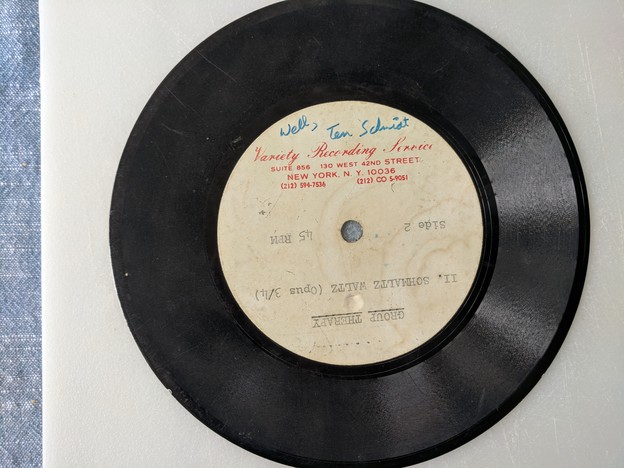 Well, Ten Schmidt
Variety Recording Service
SUITE 856 130 WEST 42ND STREET.
NEW YORK, N. Y. 10036
(212) 594-7536 (212) CO 5-9051
GROUP THERAPY
II. SCHMALTZ WALTZ (Opus 3/4)
Side 2 45 RPM